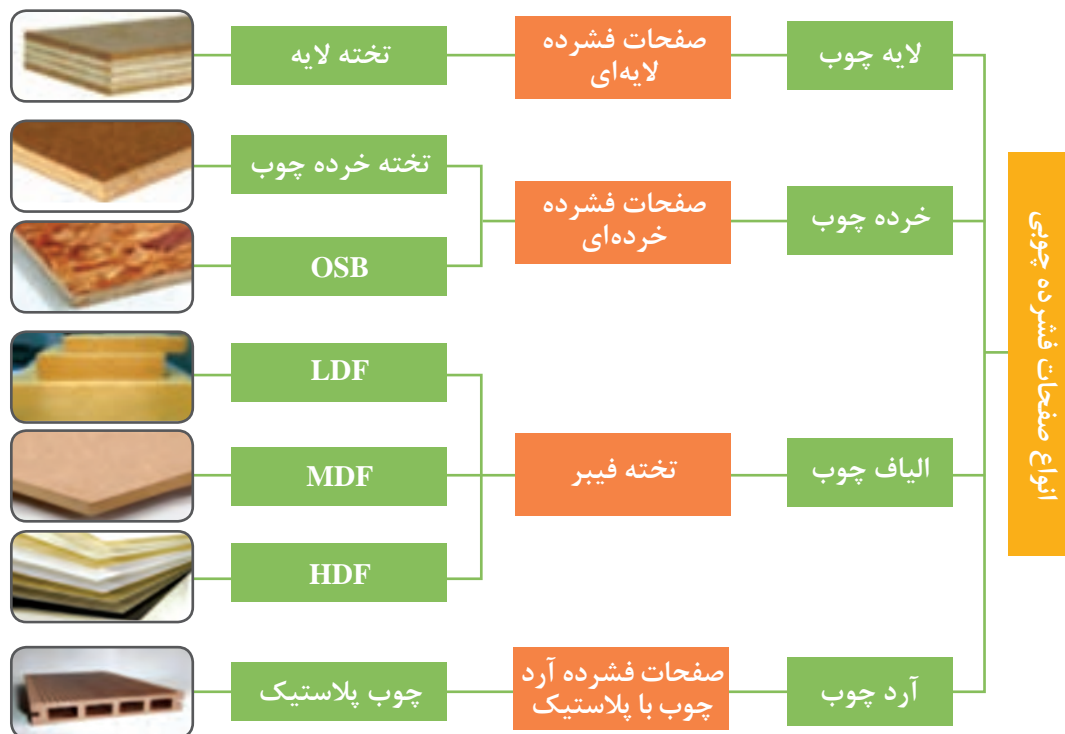 انواع صفحات فشرده چوبی
لایه چوب
صفحات فشرده
لایه‌ای
تخته لایه
خرده چوب
صفحات فشرده
خرده‌ای
تخته خرده چوب
OSB
الیاف چوب
تخته فیبر
LDF
MDF
HDF
آرد چوب
صفحات فشرده آرد
چوب با پلاستیک
چوب پلاستیک